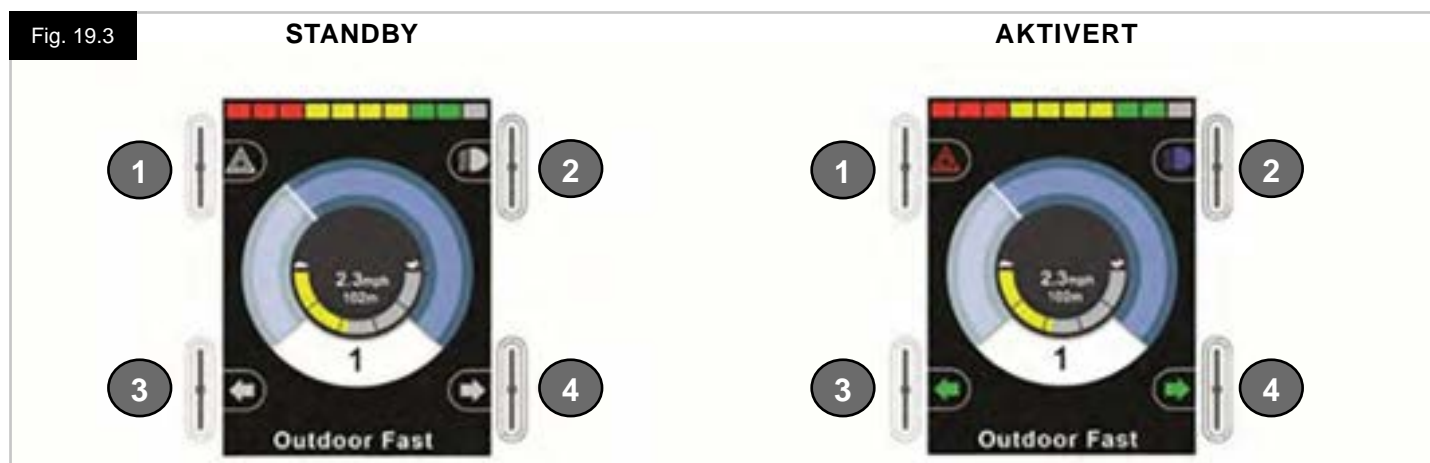 Fig. 19.3
STANDBY
AKTIVERT
1
2
2.3mph
102m
1
3
4
Outdoor Fast
1
2
2.3mph
102m
1
3
4
Outdoor Fast